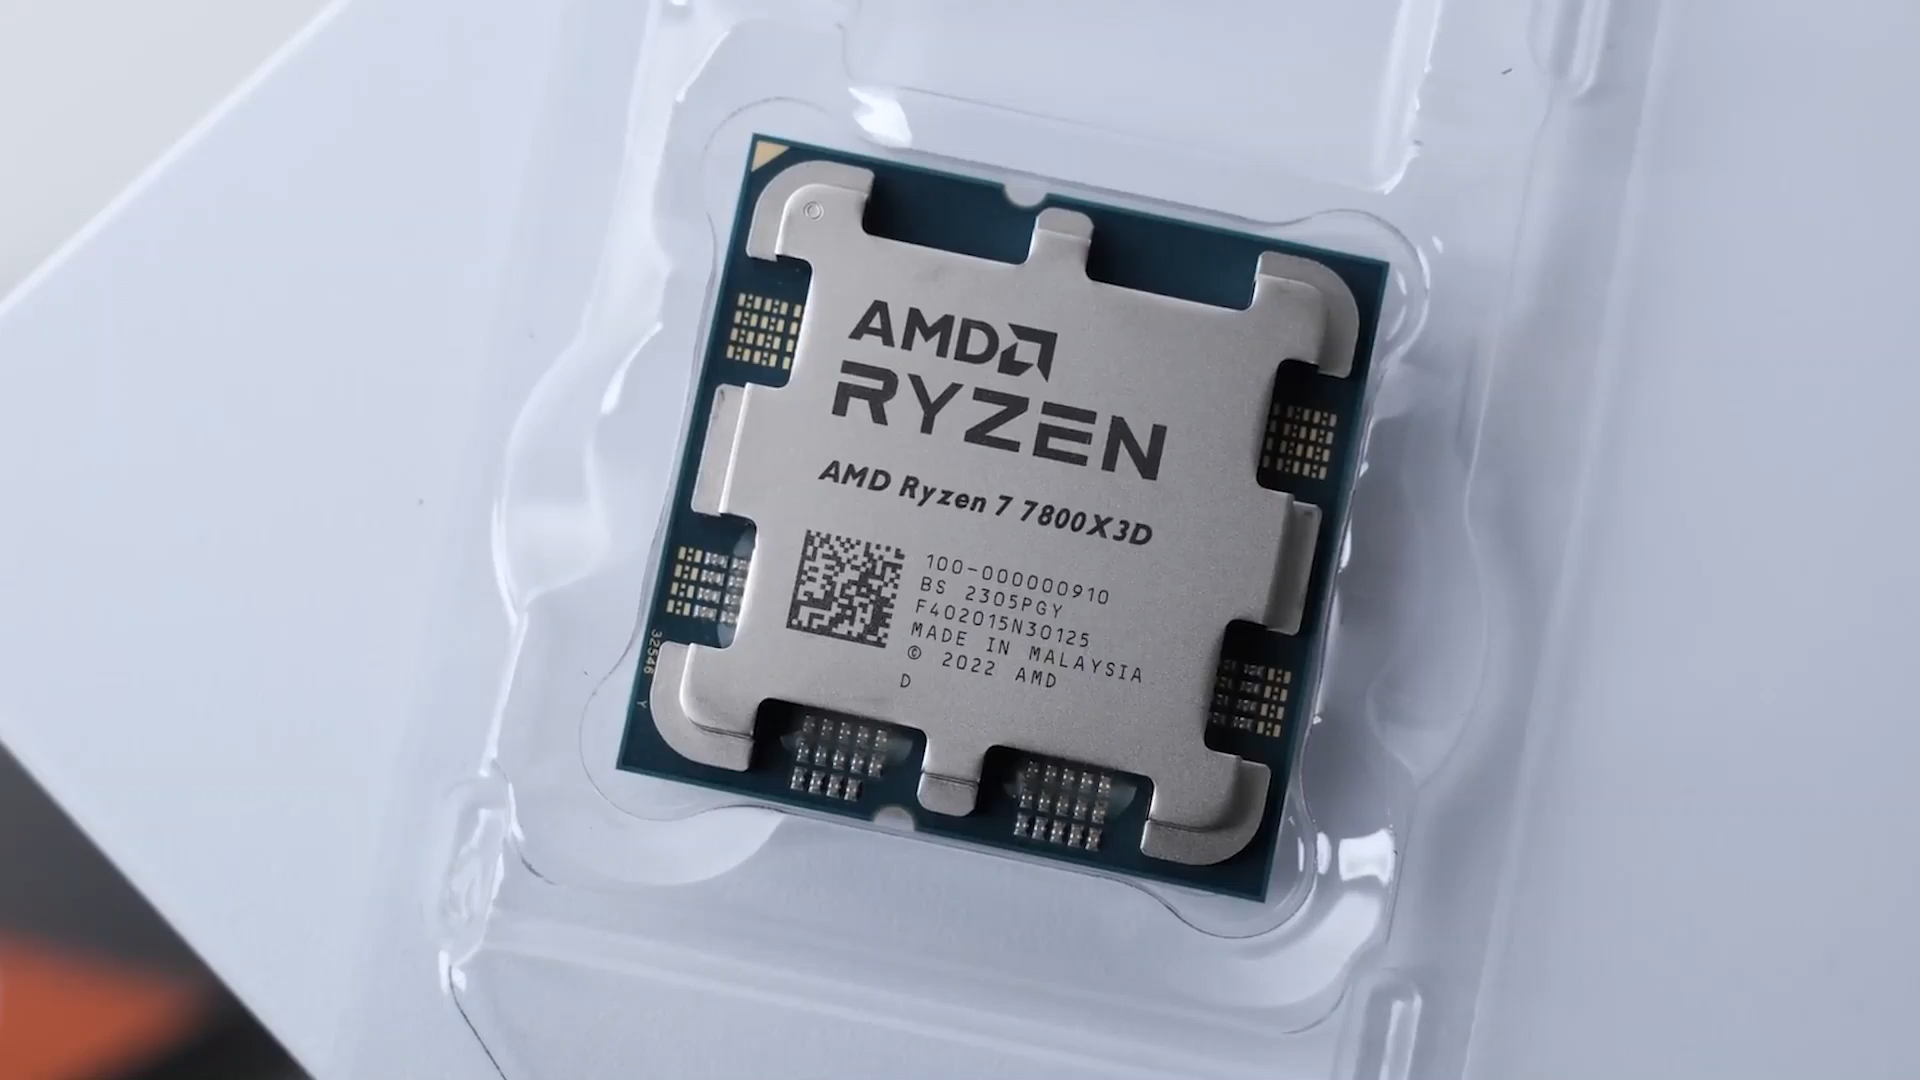 AMD
RYZEN
AMD Ryzen 7 7800X3D
100-000000910
BS 2305PGY
F402015N30125
MADE IN MALAYSIA
© 2022 AMD
D
32546 Y